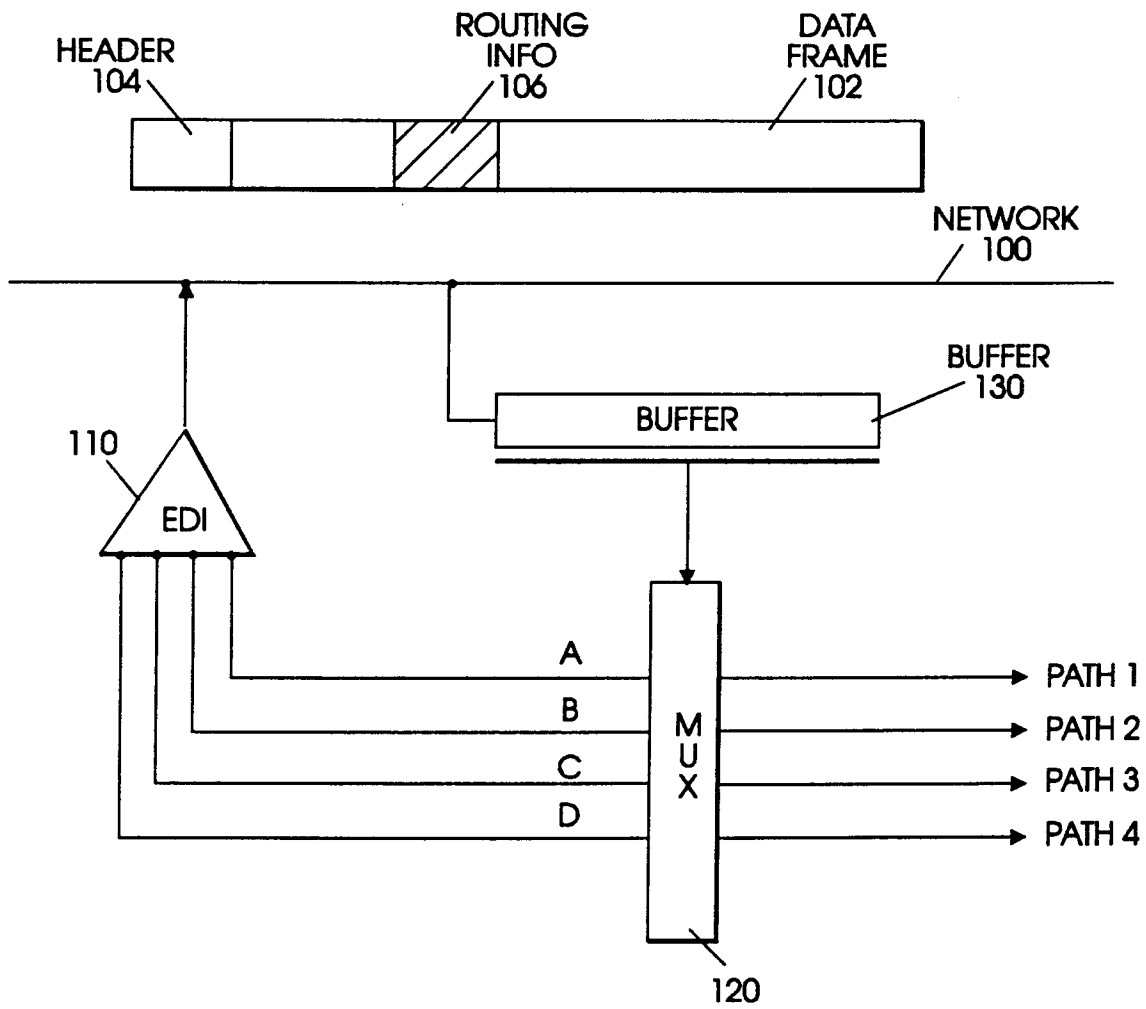 HEADER
104
ROUTING
INFO
106
DATA
FRAME
102
NETWORK
100
BUFFER
130
BUFFER
110
EDI
A
B
C
D
M
U
X
PATH 1
PATH 2
PATH 3
PATH 4
120